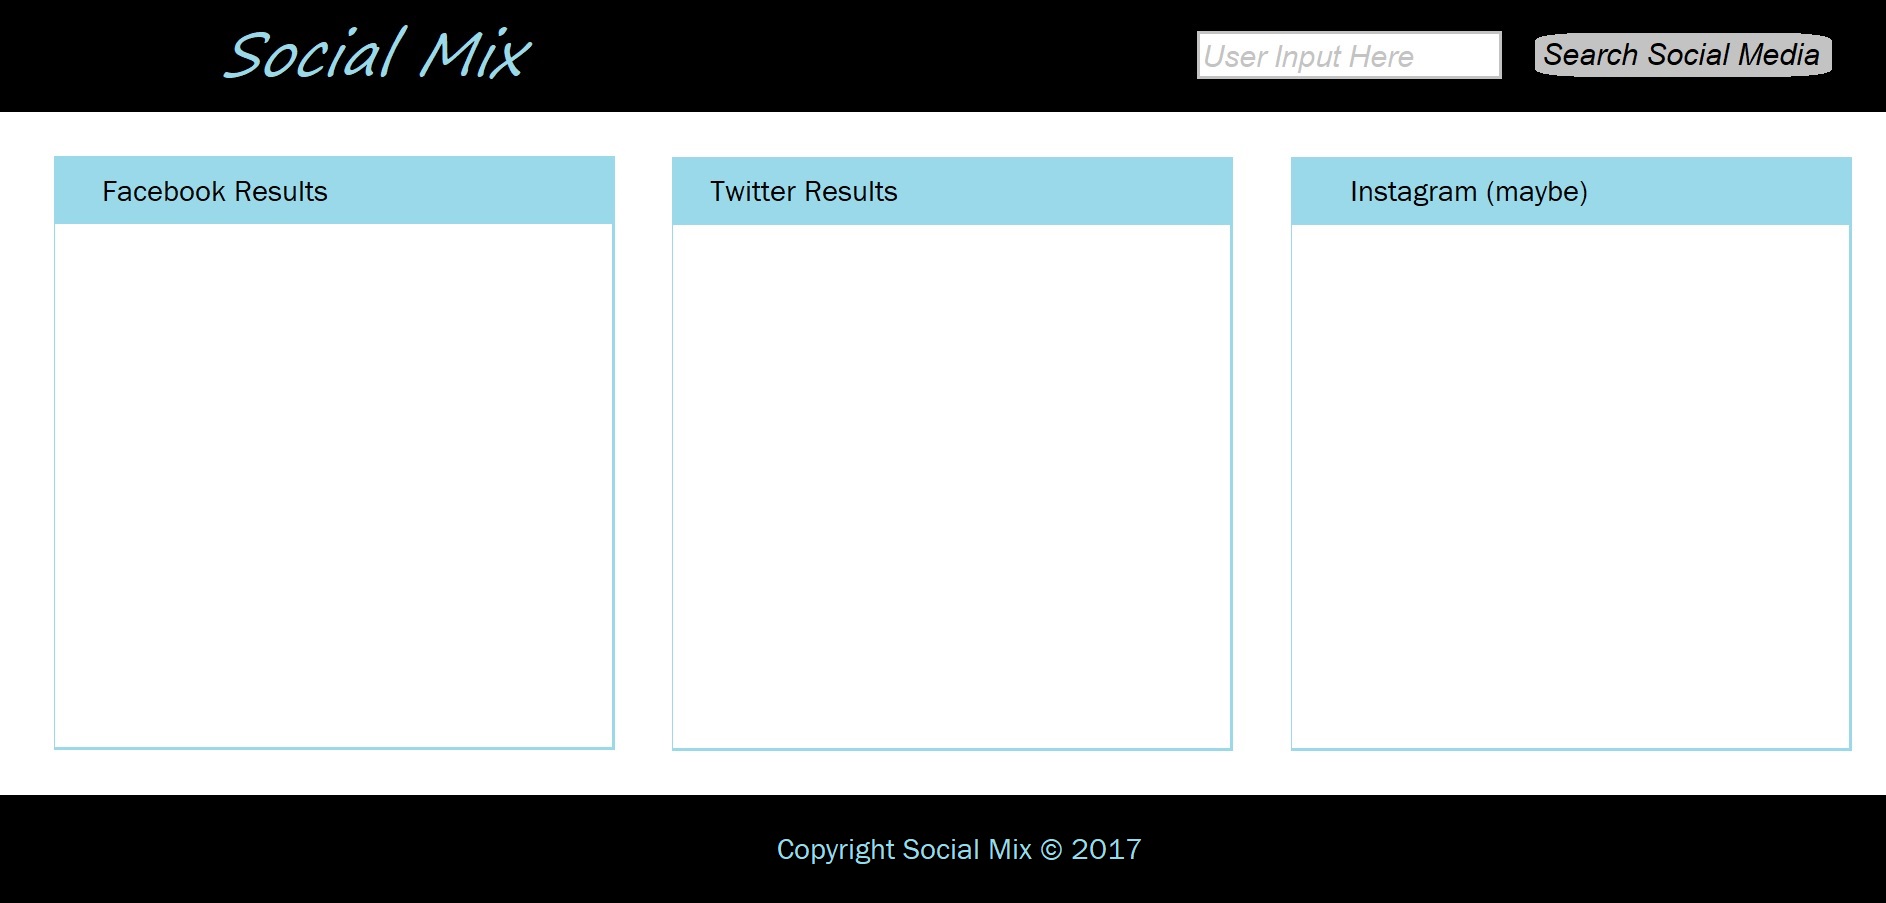 Social Mix
User Input Here
Search Social Media
Facebook Results
Twitter Results
Instagram (maybe)
Copyright Social Mix © 2017